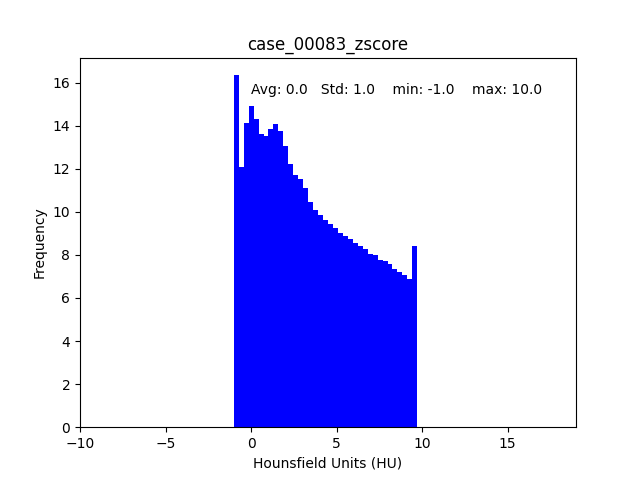 case_00083_zscore
Avg: 0.0 Std: 1.0 min: -1.0 max: 10.0
16
14
12
10
8
6
4
2
0
Frequency
−10 −5 0 5 10 15
Hounsfield Units (HU)